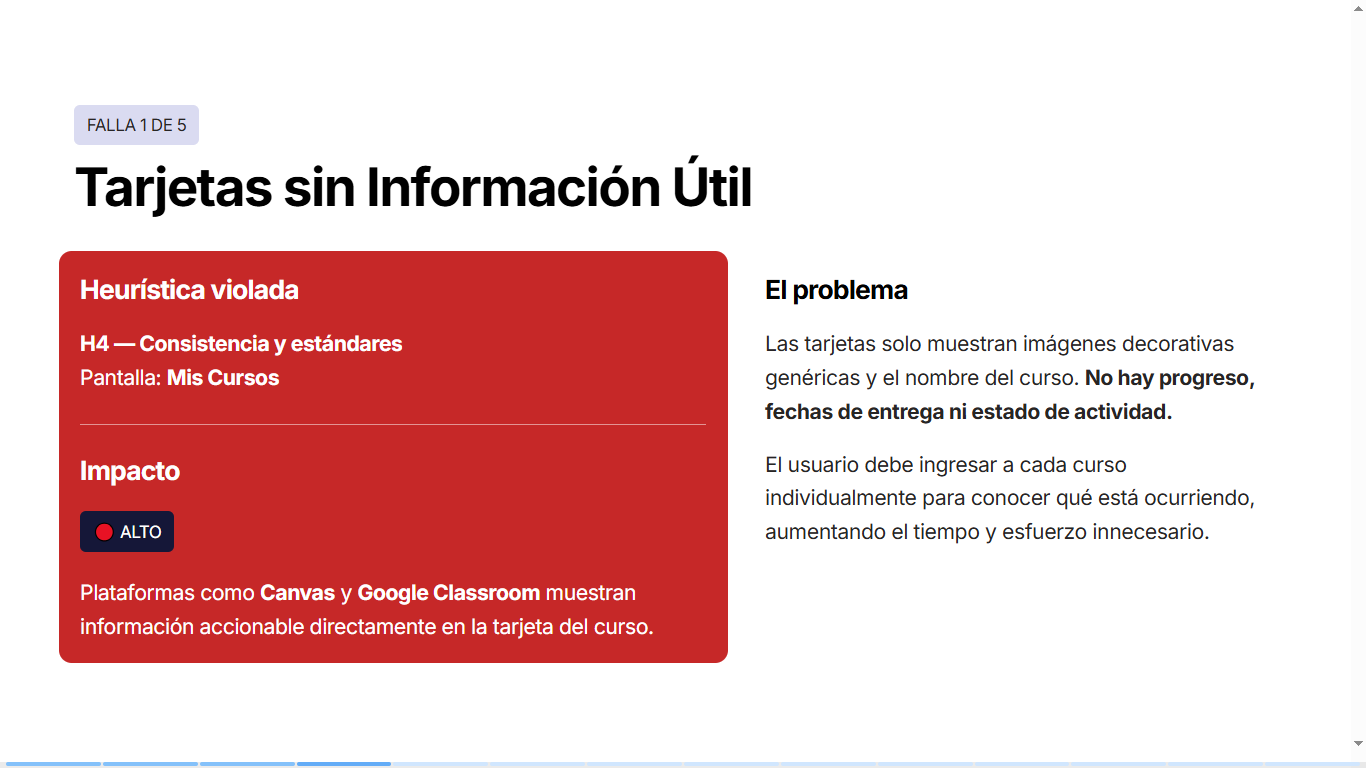 FALLA 1 DE 5
Tarjetas sin Información Útil
Heurística violada
H4 — Consistencia y estándares
Pantalla: Mis Cursos
Impacto
ALTO
Plataformas como Canvas y Google Classroom muestran
información accionable directamente en la tarjeta del curso.
El problema
Las tarjetas solo muestran imágenes decorativas
genéricas y el nombre del curso. No hay progreso,
fechas de entrega ni estado de actividad.
El usuario debe ingresar a cada curso
individualmente para conocer qué está ocurriendo,
aumentando el tiempo y esfuerzo innecesario.